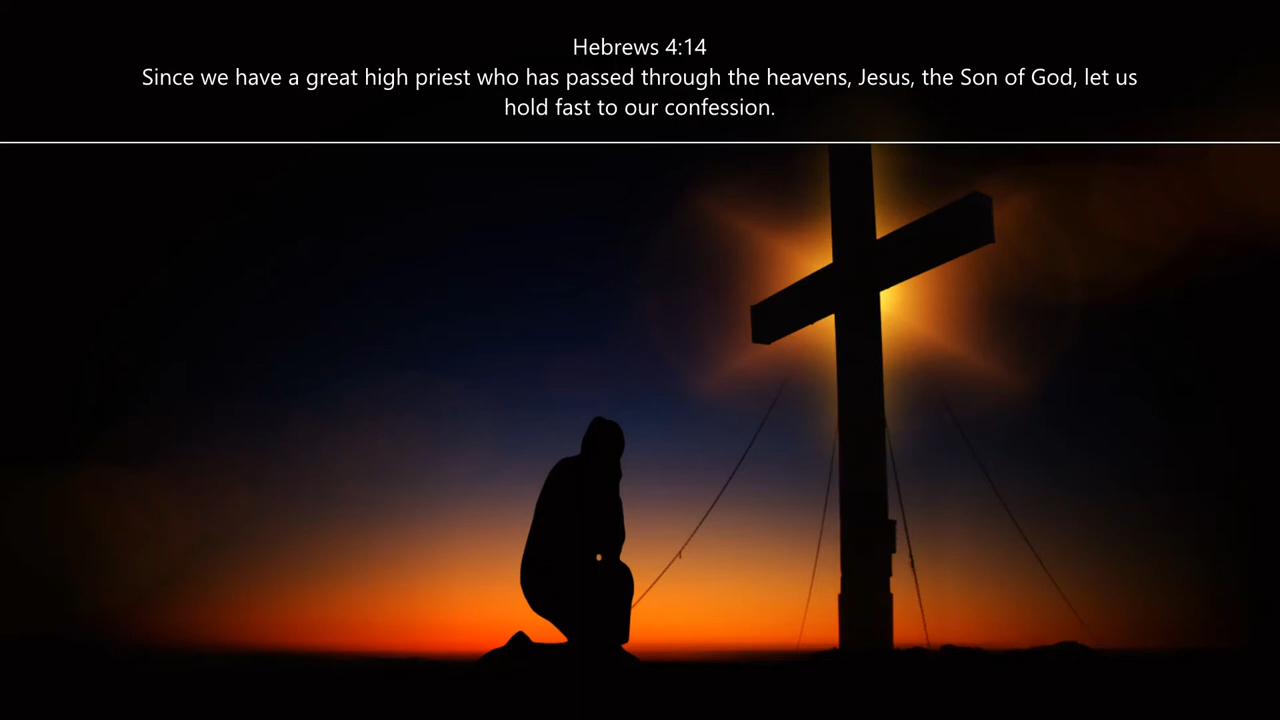 Hebrews 4:14
Since we have a great high priest who has passed through the heavens, Jesus, the Son of God, let us
hold fast to our confession.